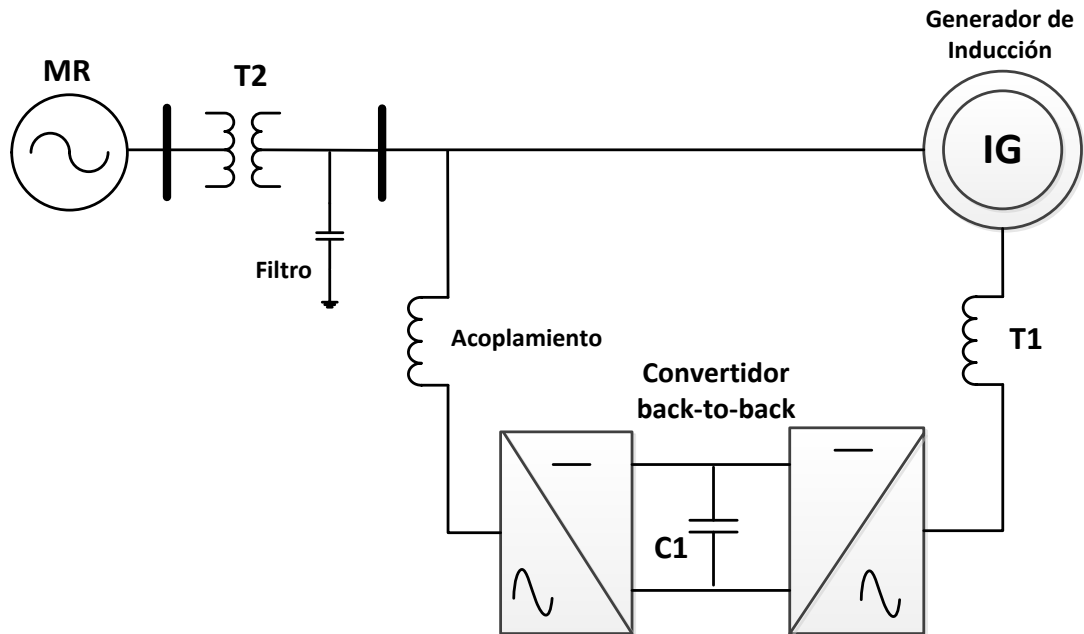 Generador de
Inducción
MR
T2
IG
Filtro
Acoplamiento
T1
Convertidor
back-to-back
C1